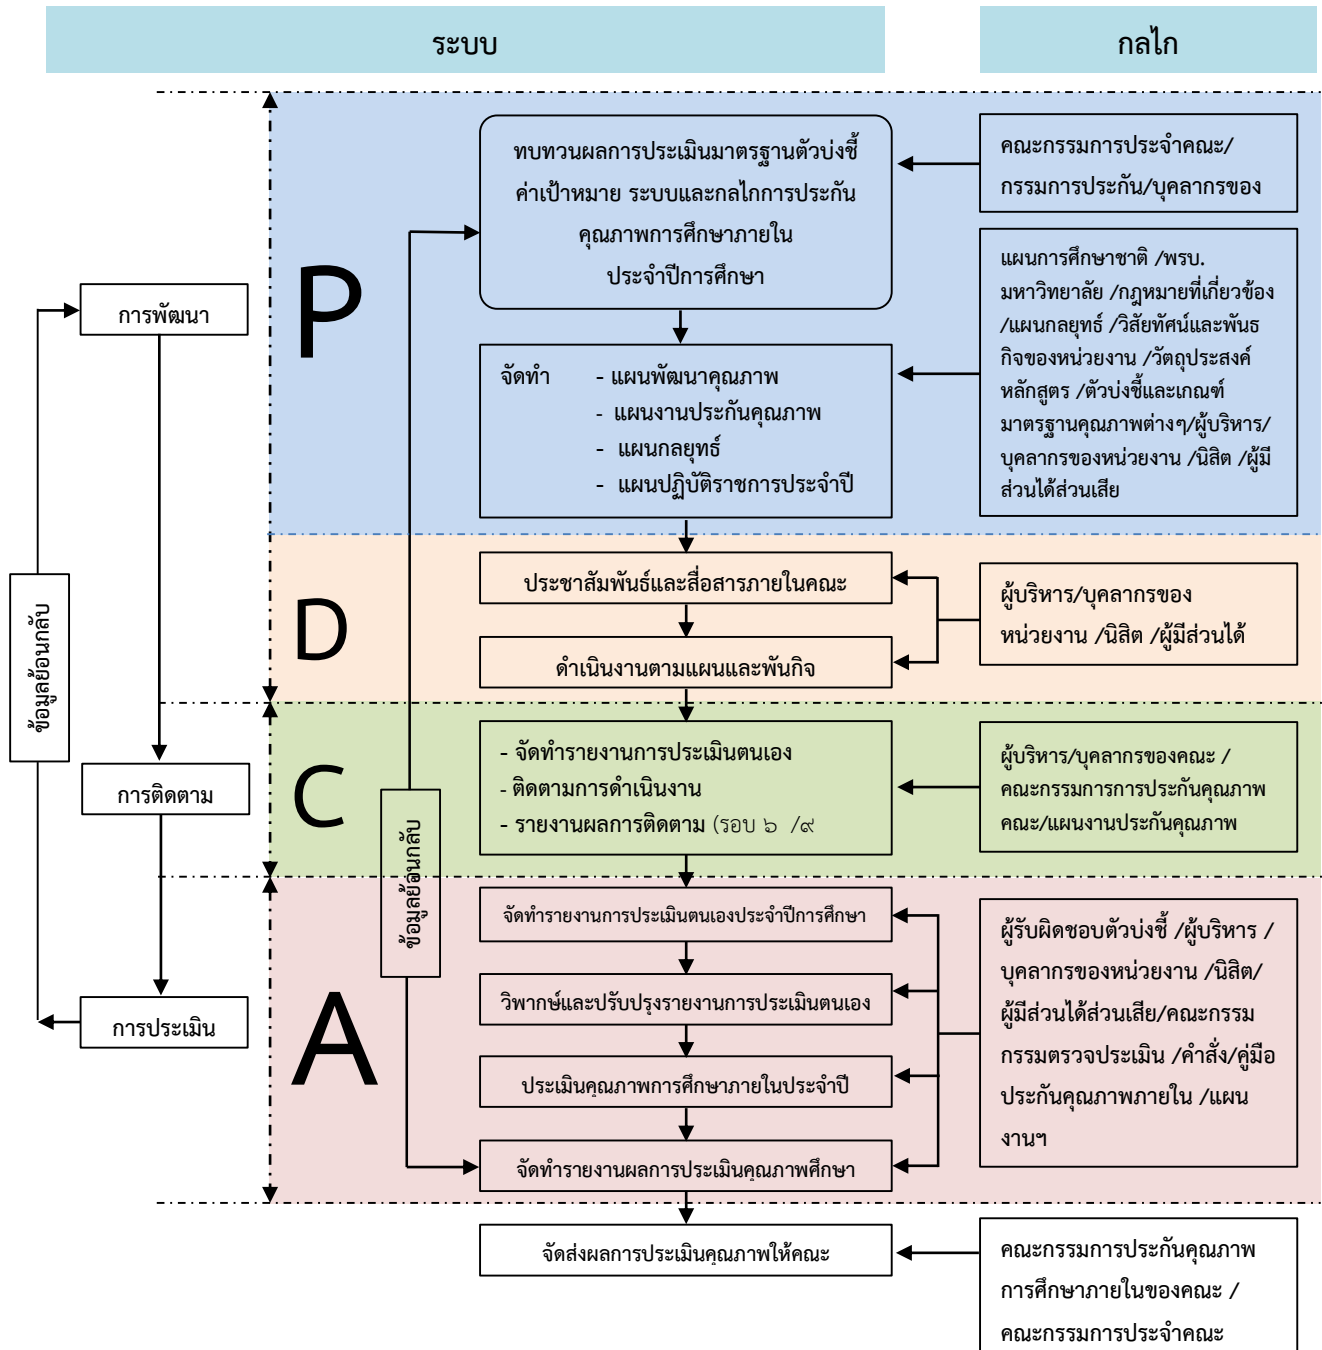 ระบบ
กลไก
P
ทบทวนผลการประเมินมาตรฐานตัวบ่งชี้
ค่าเป้าหมาย ระบบและกลไกการประกัน
คุณภาพการศึกษาภายใน
ประจำปีการศึกษา
คณะกรรมการประจำคณะ/
กรรมการประกัน/บุคลากรของ
จัดทำ - แผนพัฒนาคุณภาพ
- แผนงานประกันคุณภาพ
- แผนกลยุทธ์
- แผนปฏิบัติราชการประจำปี
แผนการศึกษาชาติ /พรบ.
มหาวิทยาลัย /กฎหมายที่เกี่ยวข้อง
/แผนกลยุทธ์ /วิสัยทัศน์และพันธ
กิจของหน่วยงาน /วัตถุประสงค์
หลักสูตร /ตัวบ่งชี้และเกณฑ์
มาตรฐานคุณภาพต่างๆ/ผู้บริหาร/
บุคลากรของหน่วยงาน /นิสิต /ผู้มี
ส่วนได้ส่วนเสีย
D
ประชาสัมพันธ์และสื่อสารภายในคณะ
ดำเนินงานตามแผนและพันกิจ
ผู้บริหาร/บุคลากรของ
หน่วยงาน /นิสิต /ผู้มีส่วนได้
C
- จัดทำรายงานการประเมินตนเอง
- ติดตามการดำเนินงาน
- รายงานผลการติดตาม (รอบ ๖ /๙
ผู้บริหาร/บุคลากรของคณะ /
คณะกรรมการการประกันคุณภาพ
คณะ/แผนงานประกันคุณภาพ
A
จัดทำรายงานการประเมินตนเองประจำปีการศึกษา
วิพากษ์และปรับปรุงรายงานการประเมินตนเอง
ประเมินคุณภาพการศึกษาภายในประจำปี
จัดทำรายงานผลการประเมินคุณภาพศึกษา
ผู้รับผิดชอบตัวบ่งชี้ /ผู้บริหาร /
บุคลากรของหน่วยงาน /นิสิต/
ผู้มีส่วนได้ส่วนเสีย/คณะกรรม
กรรมตรวจประเมิน /คำสั่ง/คู่มือ
ประกันคุณภาพภายใน /แผน
งานฯ
จัดส่งผลการประเมินคุณภาพให้คณะ
คณะกรรมการประกันคุณภาพ
การศึกษาภายในของคณะ /
คณะกรรมการประจำคณะ
การพัฒนา
การติดตาม
การประเมิน
ข้อมูลย้อนกลับ
ข้อมูลย้อนกลับ